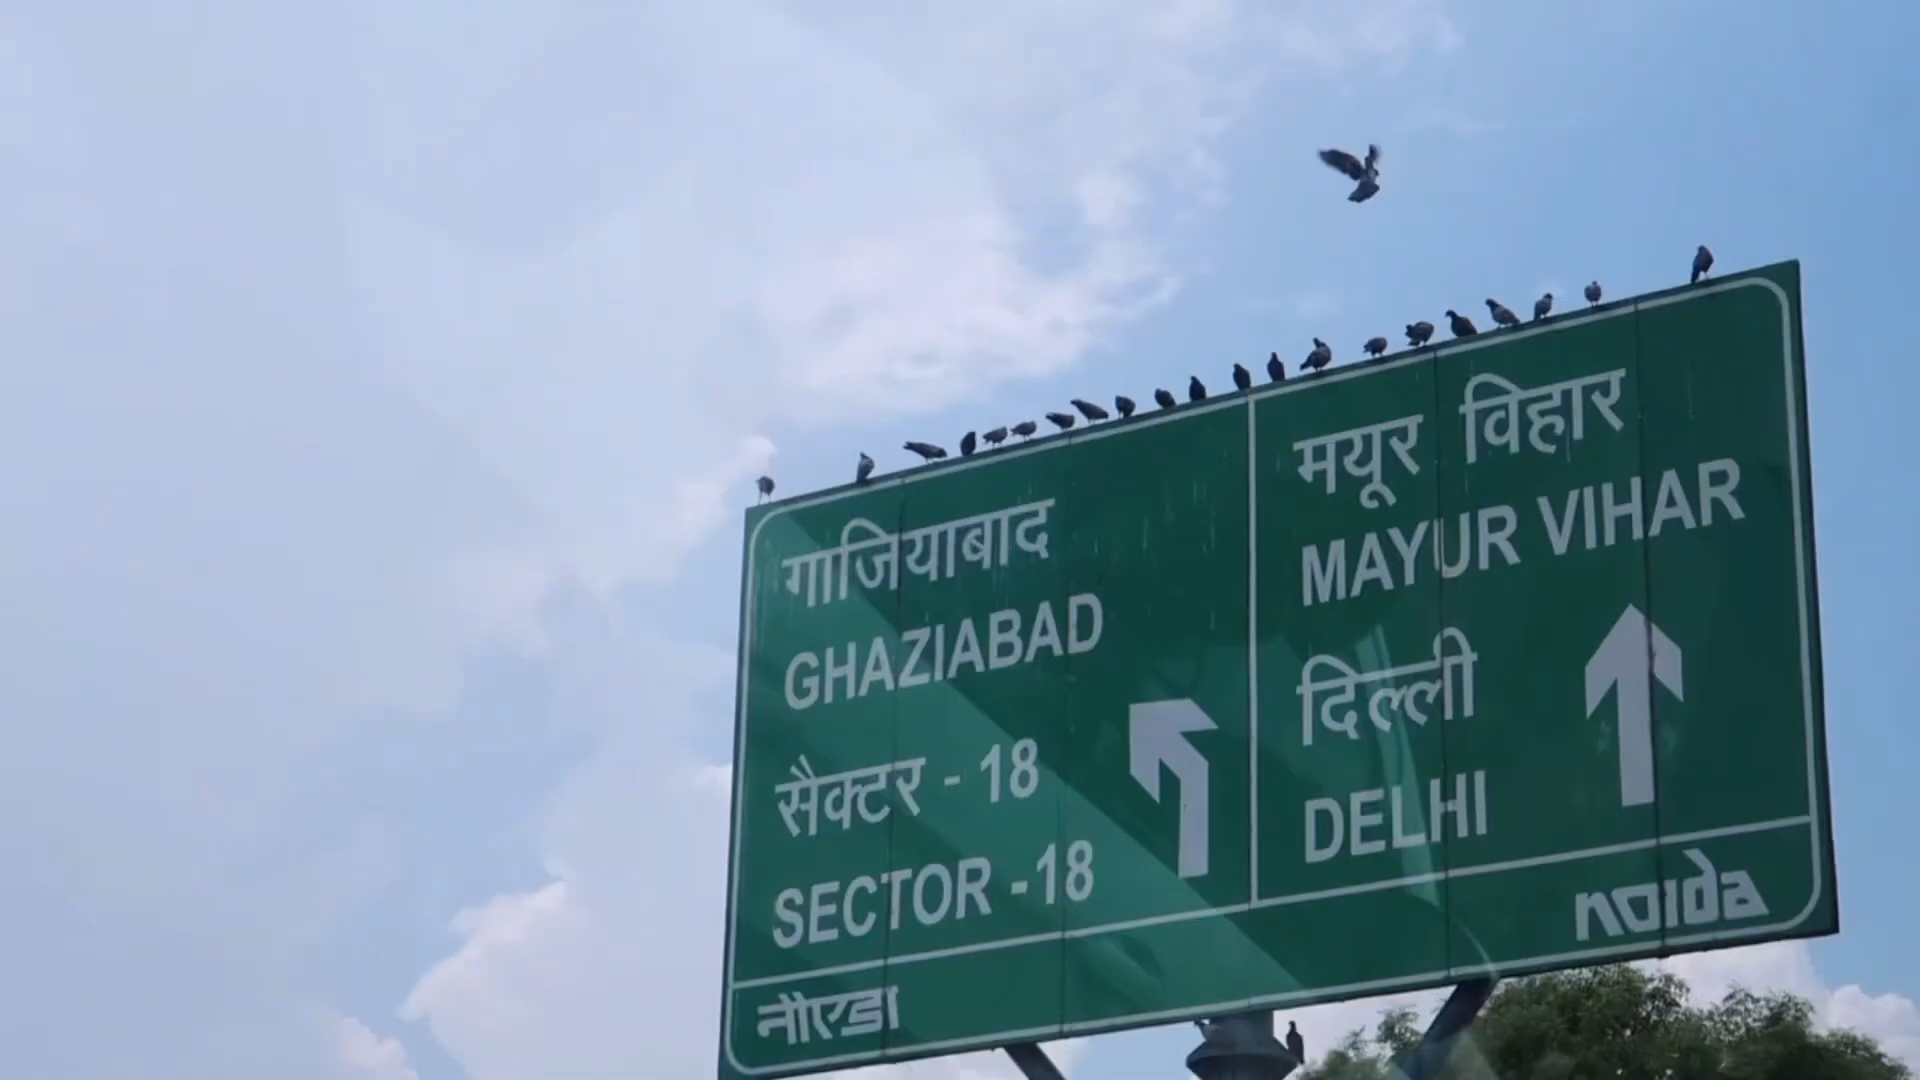 गाजियाबाद
GHAZIABAD
सैक्टर - 18
SECTOR -18
मयूर विहार
MAYUR VIHAR
दिल्ली
DELHI
नौएडा
noida